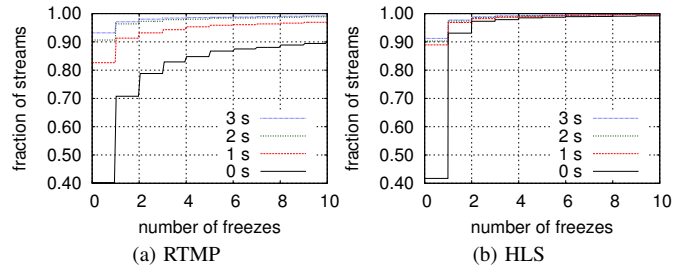 fraction of streams
1.00
0.90
0.80
0.70
0.60
0.50
0.40
3 s
2 s
1 s
0 s
0 2 4 6 8 10
number of freezes
(a) RTMP
fraction of streams
1.00
0.90
0.80
0.70
0.60
0.50
0.40
3 s
2 s
1 s
0 s
0 2 4 6 8 10
number of freezes
(b) HLS